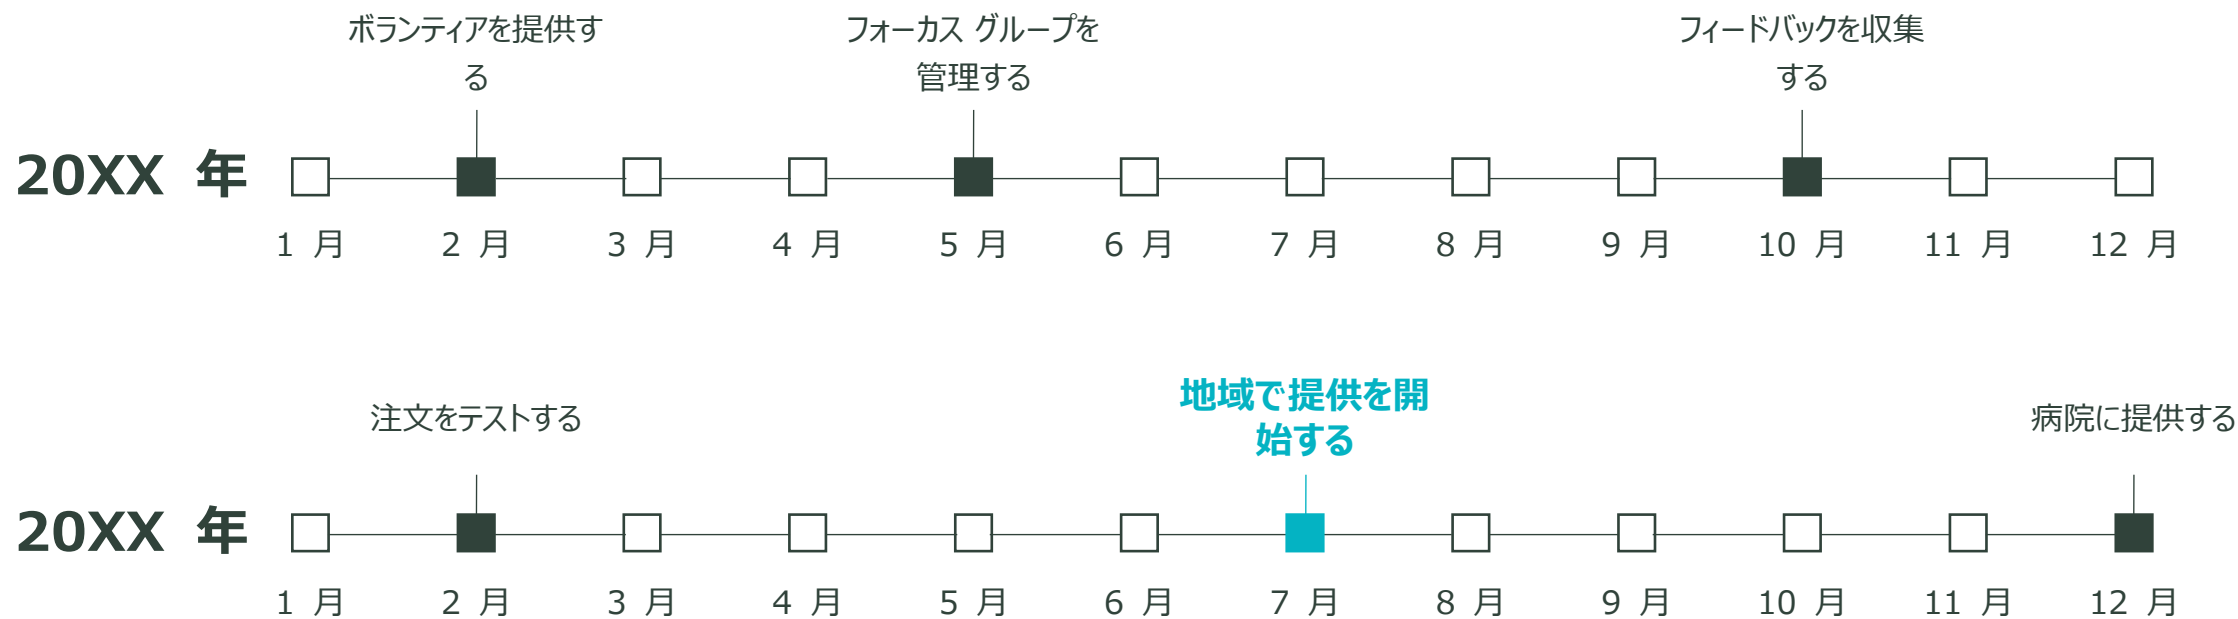 ボランティアを提供す
る
フォーカス グループを
管理する
フィードバックを収集
する
20XX 年
1 月 2 月 3 月 4 月 5 月 6 月 7 月 8 月 9 月 10 月 11 月 12 月
注文をテストする
地域で提供を開
始する
病院に提供する
20XX 年
1 月 2 月 3 月 4 月 5 月 6 月 7 月 8 月 9 月 10 月 11 月 12 月